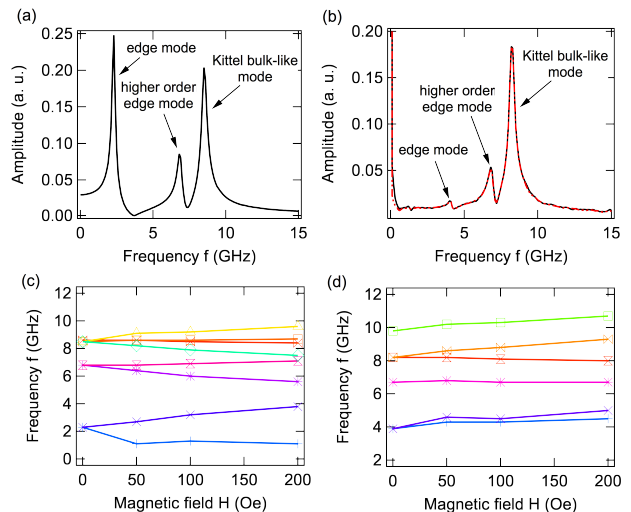 (a)
0.25
0.20
0.15
0.10
0.05
0.00
Amplitude (a. u.)
edge mode
higher order
edge mode
Kittel bulk-like
mode
0 5 10 15
Frequency f (GHz)
(b)
0.20
0.15
0.10
0.05
Amplitude (a. u.)
edge mode
higher order
edge mode
Kittel bulk-like
mode
0 5 10 15
Frequency f (GHz)
(c)
12
10
8
6
4
2
0
Frequency f (GHz)
0 50 100 150 200
Magnetic field H (Oe)
(d)
12
10
8
6
4
2
Frequency f (GHz)
0 50 100 150 200
Magnetic field H (Oe)